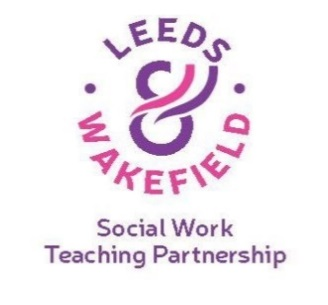 LEEDS
&
WAKEFIELD
Social Work
Teaching Partnership